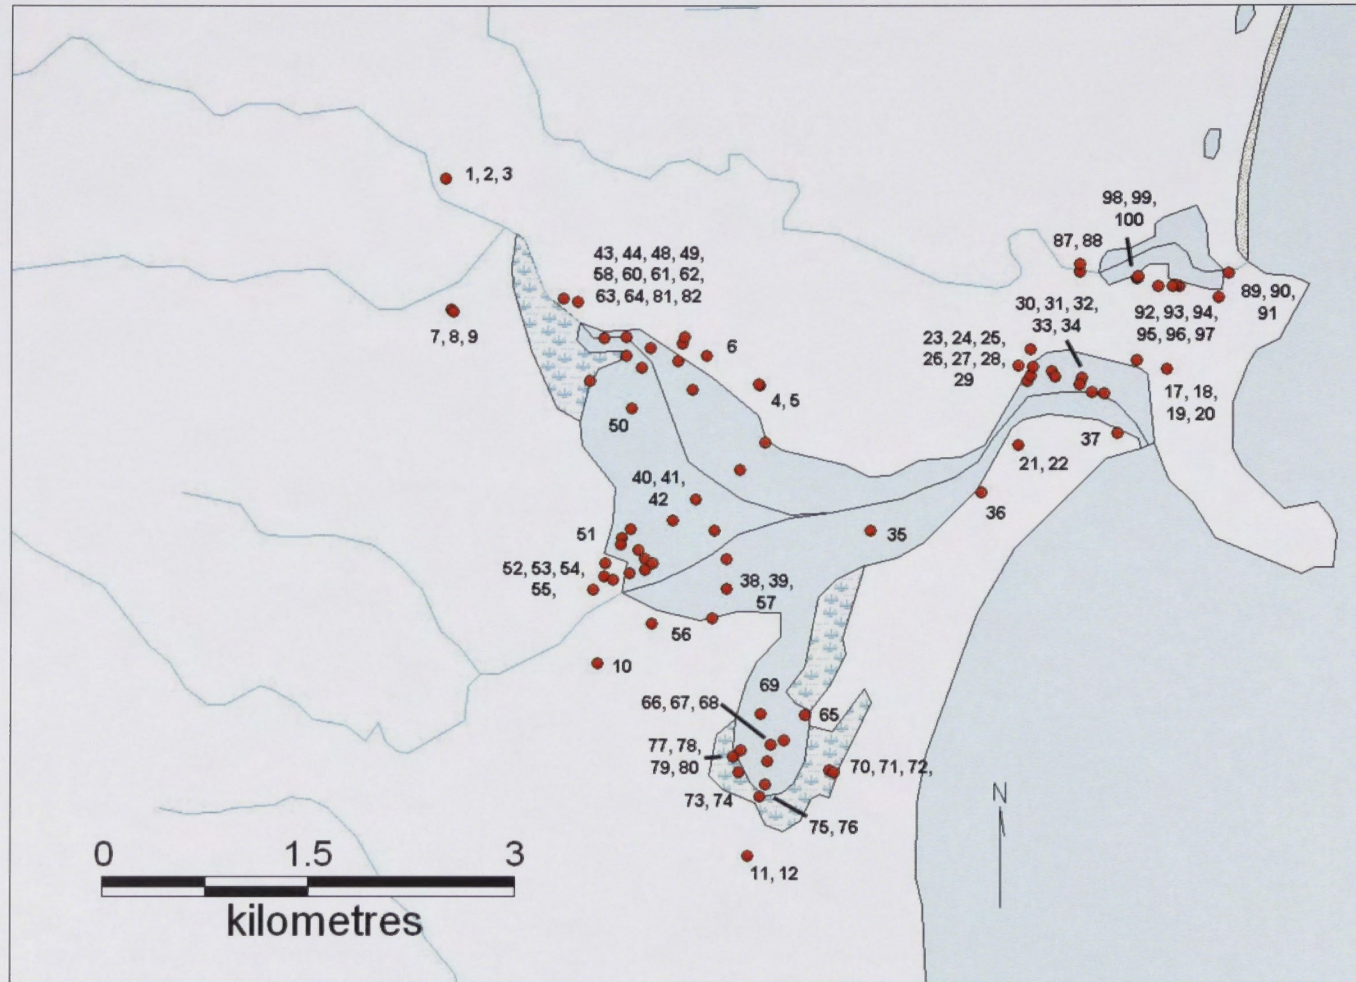 1, 2, 3
98, 99,
100
87, 88
43, 44, 48, 49,
58, 60, 61, 62,
63, 64, 81, 82
7, 8, 9
30, 31, 32,
33, 34
89, 90,
91
92, 93, 94,
95, 96, 97
23, 24, 25,
26, 27, 28,
29
6
4, 5
17, 18,
19, 20
50
37
21, 22
40, 41,
42
36
51
35
52, 53, 54,
55,
38, 39,
57
56
10
69
66, 67, 68
65
77, 78,
79, 80
70, 71, 72,
73, 74
75, 76
N
11, 12
0 1.5 3
kilometres